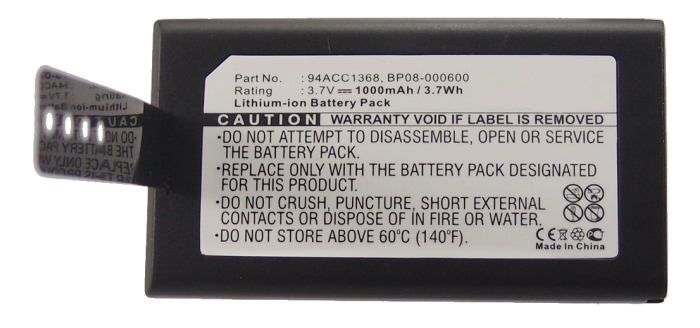 Part No. : 94ACC1368, BP08-000600
Rating : 3.7V⎓1000mAh / 3.7Wh
Lithium-ion Battery Pack
CAUTION WARRANTY VOID IF LABEL IS REMOVED
·DO NOT ATTEMPT TO DISASSEMBLE, OPEN OR SERVICE
THE BATTERY PACK.
·REPLACE ONLY WITH THE BATTERY PACK DESIGNATED
FOR THIS PRODUCT.
·DO NOT CRUSH, PUNCTURE, SHORT EXTERNAL
CONTACTS OR DISPOSE OF IN FIRE OR WATER.
·DO NOT STORE ABOVE 60°C (140°F).
CE
Made In China